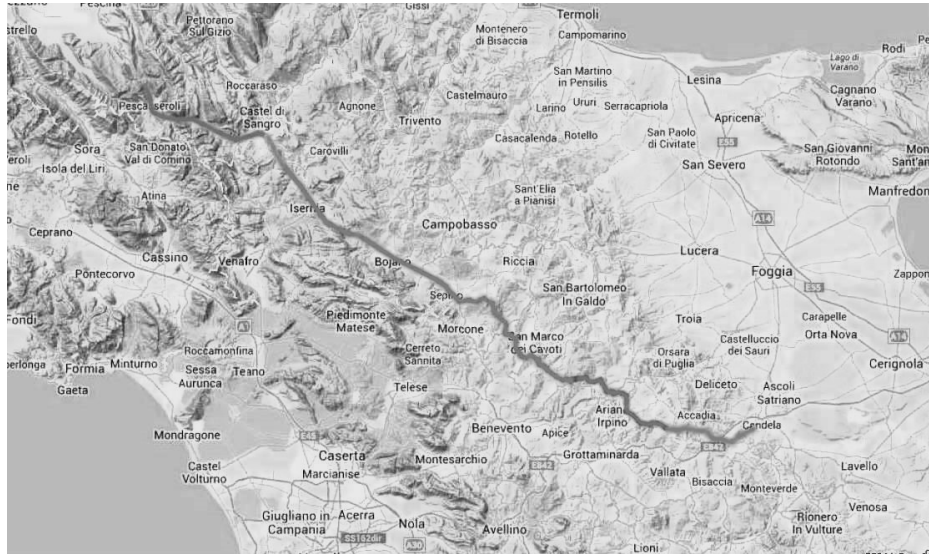 Pescina
Gissi
Termoli
Pettorano
Sul Gizio
Montenero
di Bisaccia
Campomarino
Rodi
Lago di
Varano
Roccaraso
San Martino
in Pensilis
Lesina
Cagnano
Varano
Castelmauro
Pescasseroli
Castel di
Sangro
Agnone
Larino
Ururi
Serracapriola
Trivento
Apricena
Casacalenda
Rotello
San Paolo
di Civitate
E55
San Giovanni
Rotondo
Sora
San Donato
Val di Comino
Carovilli
San Severo
Isola del Liri
Sant'Elia
a Pianisi
Atina
Isernia
A14
Ceprano
Campobasso
Lucera
Cassino
Venafro
Bojano
Riccia
Foggia
Pontecorvo
San Bartolomeo
in Galdo
E55
Sepino
Piedimonte
Matese
Troia
Carapelle
Orta Nova
A1
Morcone
San Marco
dei Cavoti
Castelluccio
dei Sauri
A14
Roccamonfina
Cerreto
Sannita
Orsara
di Puglia
Cerignola
Formia
Minturno
Sessa
Aurunca
Teano
Gaeta
Telese
Deliceto
Ascoli
Satriano
Ariano
Irpino
Accadia
Mondragone
E45
Benevento
Apice
Candela
E842
Caserta
Grottaminarda
Castel
Volturno
Marcianise
Montesarchio
E842
Vallata
Bisaccia
Lavello
Monteverde
Giugliano in
Campania
Acerra
Nola
Rionero
In Vulture
Venosa
SS162dir
A30
Avellino
Lioni